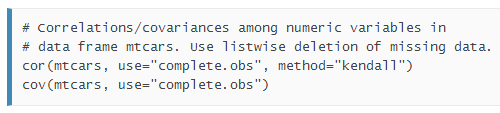 # Correlations/covariances among numeric variables in
# data frame mtcars. Use listwise deletion of missing data.
cor(mtcars, use="complete.obs", method="kendall")
cov(mtcars, use="complete.obs")